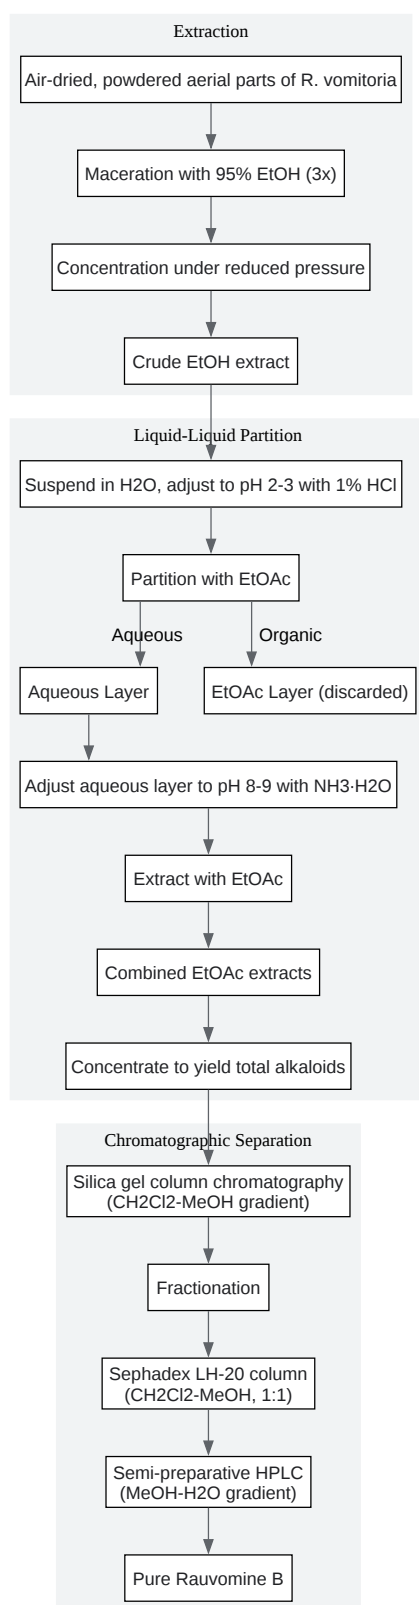 Extraction
Air-dried, powdered aerial parts of R. vomitoria
Maceration with 95% EtOH (3x)
Concentration under reduced pressure
Crude EtOH extract
Liquid-Liquid Partition
Suspend in H2O, adjust to pH 2-3 with 1% HCl
Partition with EtOAc
Aqueous
Organic
Aqueous Layer
EtOAc Layer (discarded)
Adjust aqueous layer to pH 8-9 with NH3·H2O
Extract with EtOAc
Combined EtOAc extracts
Concentrate to yield total alkaloids
Chromatographic Separation
Silica gel column chromatography
(CH2Cl2-MeOH gradient)
Fractionation
Sephadex LH-20 column
(CH2Cl2-MeOH, 1:1)
Semi-preparative HPLC
(MeOH-H2O gradient)
Pure Rauvomine B